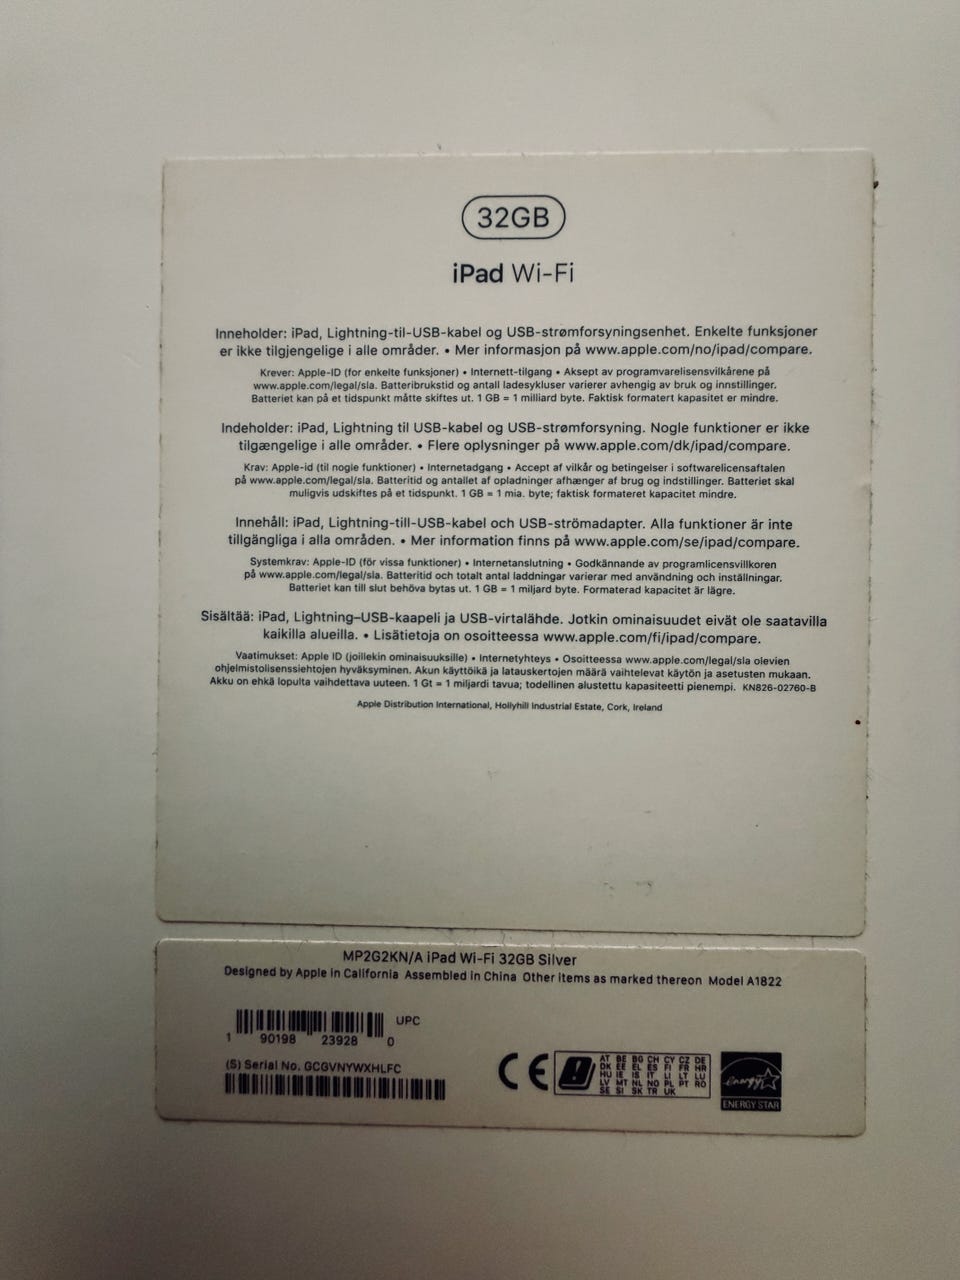 32GB
iPad Wi-Fi
Inneholder: iPad, Lightning-til-USB-kabel og USB-strømforsyningsenhet. Enkelte funksjoner
er ikke tilgjengelige i alle områder. • Mer informasjon på www.apple.com/no/ipad/compare.
Krever: Apple-ID (for enkelte funksjoner) • Internett-tilgang • Aksept av programvarelisensvilkårene på
www.apple.com/legal/sla. Batteribrukstid og antall ladesykluser varierer avhengig av bruk og innstillinger.
Batteriet kan på et tidspunkt måtte skiftes ut. 1 GB = 1 milliard byte. Faktisk formatert kapasitet er mindre.
Indeholder: iPad, Lightning til USB-kabel og USB-strømforsyning. Nogle funktioner er ikke
tilgængelige i alle områder. • Flere oplysninger på www.apple.com/dk/ipad/compare.
Krav: Apple-id (til nogle funktioner) • Internetadgang • Accept af vilkår og betingelser i softwarelicensaftalen
på www.apple.com/legal/sla. Batteritid og antallet af opladninger afhænger af brug og indstillinger. Batteriet skal
muligvis udskiftes på et tidspunkt. 1 GB = 1 mia. byte; faktisk formateret kapacitet mindre.
Innehåll: iPad, Lightning-till-USB-kabel och USB-strömadapter. Alla funktioner är inte
tillgängliga i alla områden. • Mer information finns på www.apple.com/se/ipad/compare.
Systemkrav: Apple-ID (för vissa funktioner) • Internetanslutning • Godkännande av programlicensvillkoren
på www.apple.com/legal/sla. Batteritid och totalt antal laddningar varierar med användning och inställningar.
Batteriet kan till slut behöva bytas ut. 1 GB = 1 miljard byte. Formaterad kapacitet är lägre.
Sisältää: iPad, Lightning–USB-kaapeli ja USB-virtalähde. Jotkin ominaisuudet eivät ole saatavilla
kaikilla alueilla. • Lisätietoja on osoitteessa www.apple.com/fi/ipad/compare.
Vaatimukset: Apple ID (joillekin ominaisuuksille) • Internetyhteys • Osoitteessa www.apple.com/legal/sla olevien
ohjelmistolisenssiehtojen hyväksyminen. Akun käyttöikä ja latauskertojen määrä vaihtelevat käytön ja asetusten mukaan.
Akku on ehkä lopulta vaihdettava uuteen. 1 Gt = 1 miljardi tavua; todellinen alustettu kapasiteetti pienempi. KN826-02760-B
Apple Distribution International, Hollyhill Industrial Estate, Cork, Ireland
MP2G2KN/A iPad Wi-Fi 32GB Silver
Designed by Apple in California Assembled in China Other items as marked thereon Model A1822
UPC
1 90198 23928 0
(S) Serial No. GCGVNYWXHLFC
CE
AT BE BG CH CY CZ DE
DK EE EL ES FI FR HR
HU IE IS IT LI LT LU
LV MT NL NO PL PT RO
SE SI SK TR UK
energy
ENERGY STAR